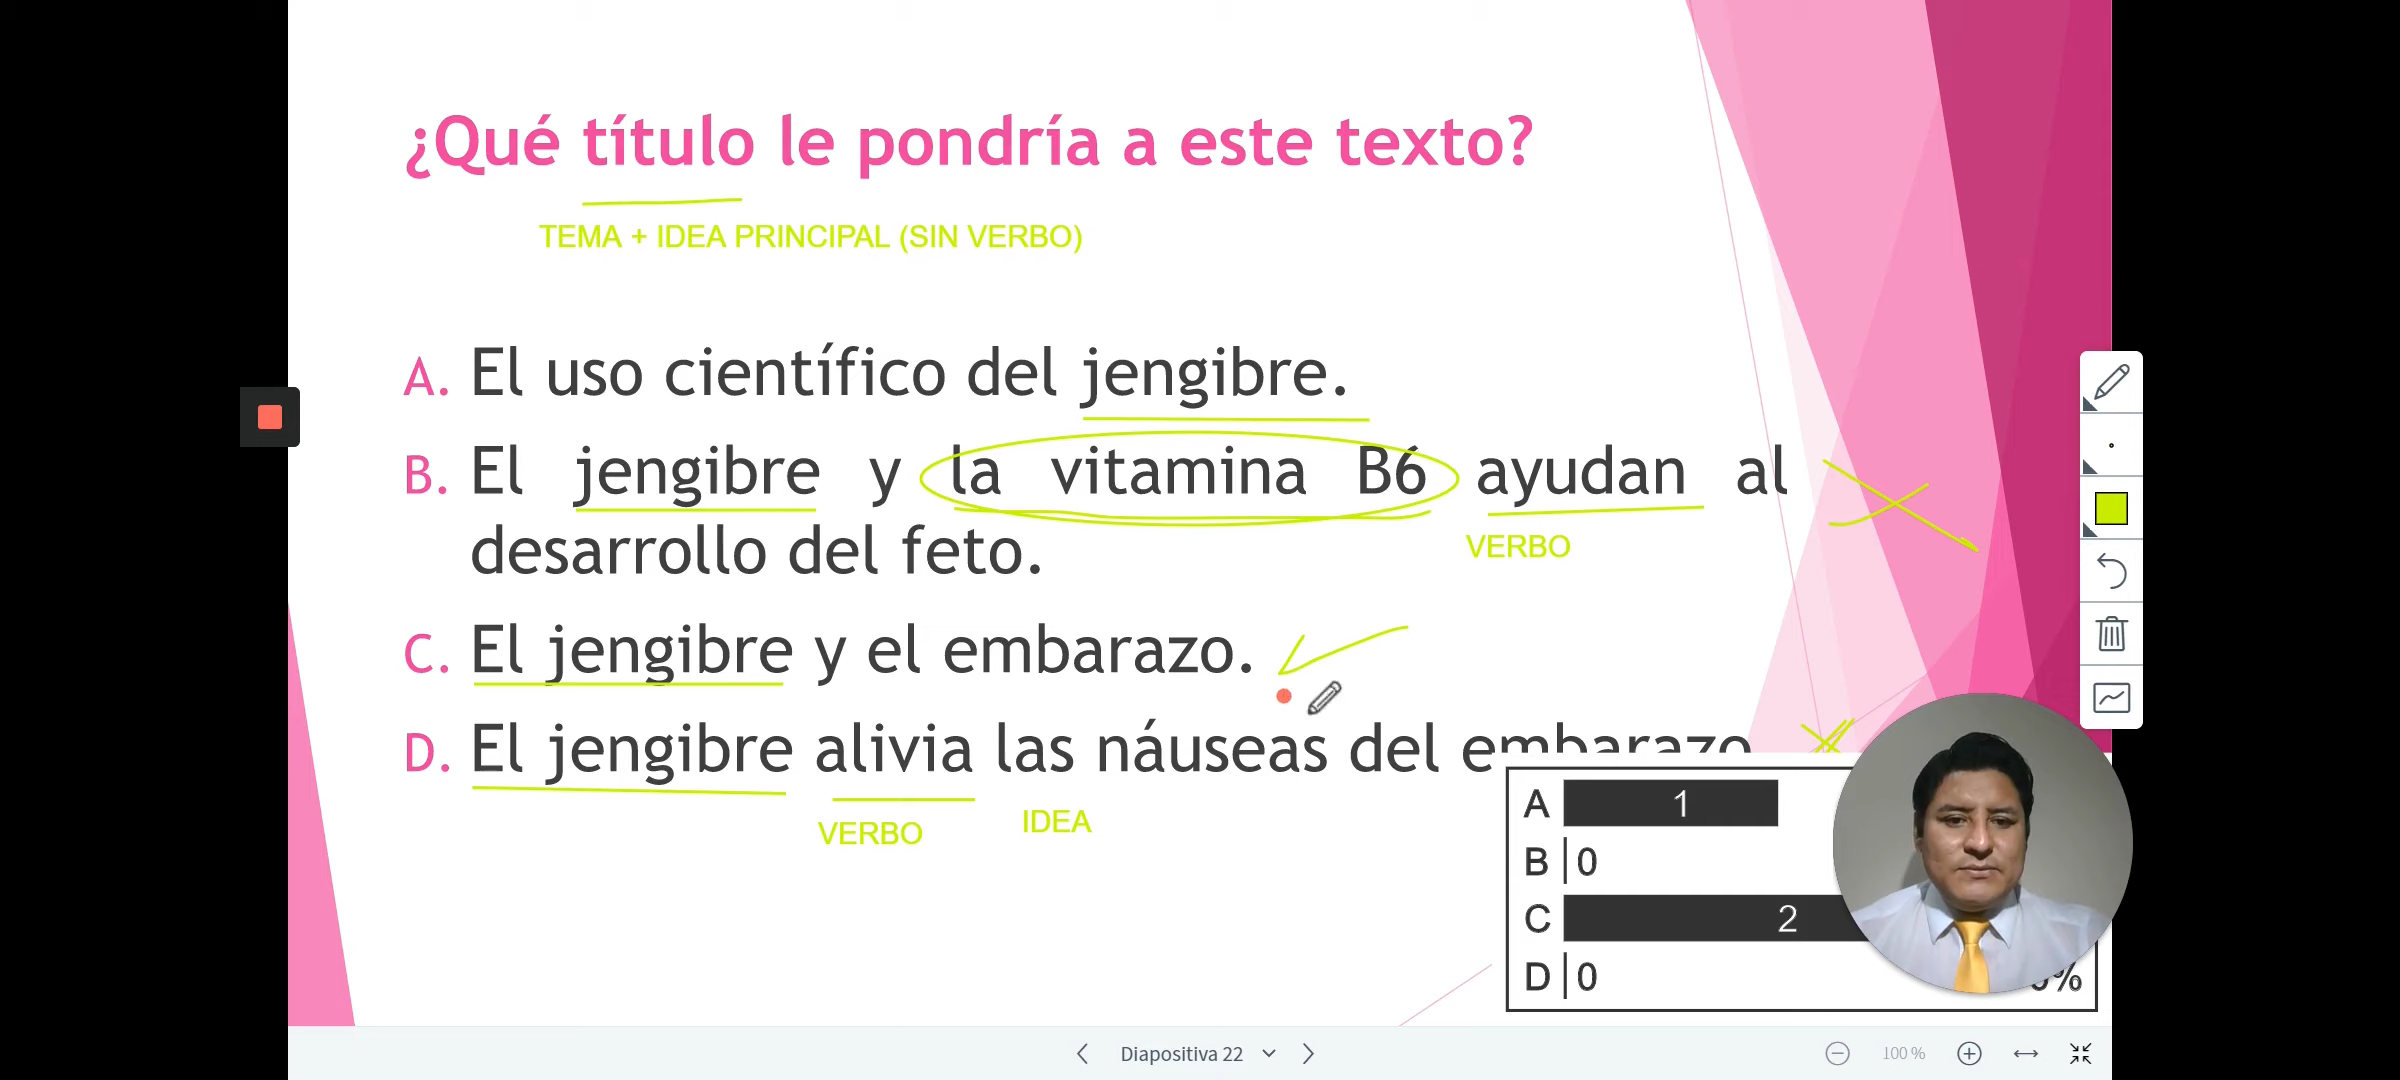 ¿Qué título le pondría a este texto?
TEMA + IDEA PRINCIPAL (SIN VERBO)
A. El uso científico del jengibre.
B. El jengibre y la vitamina B6 ayudan al
desarrollo del feto.
VERBO
C. El jengibre y el embarazo.
D. El jengibre alivia las náuseas del embarazo
VERBO IDEA
A 1
B 0
C 2
D 0
%
Diapositiva 22
100 %